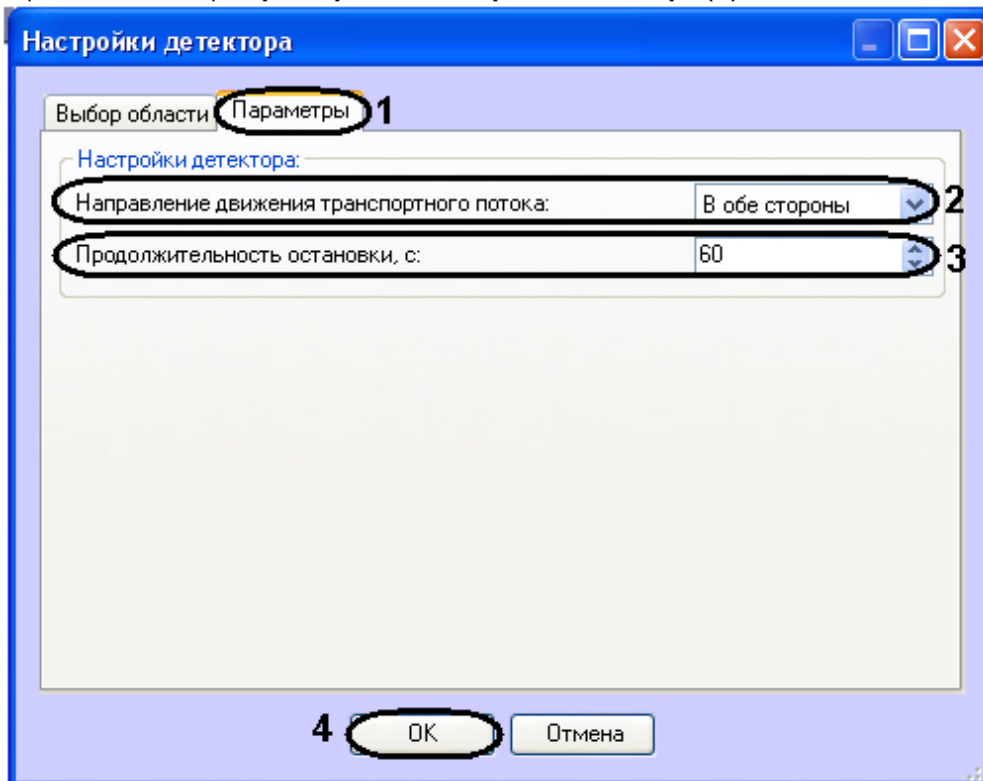 Настройки детектора
Выбор области Параметры 1
Настройки детектора:
Направление движения транспортного потока: В обе стороны 2
Продолжительность остановки, с: 60 3
4 OK Отмена